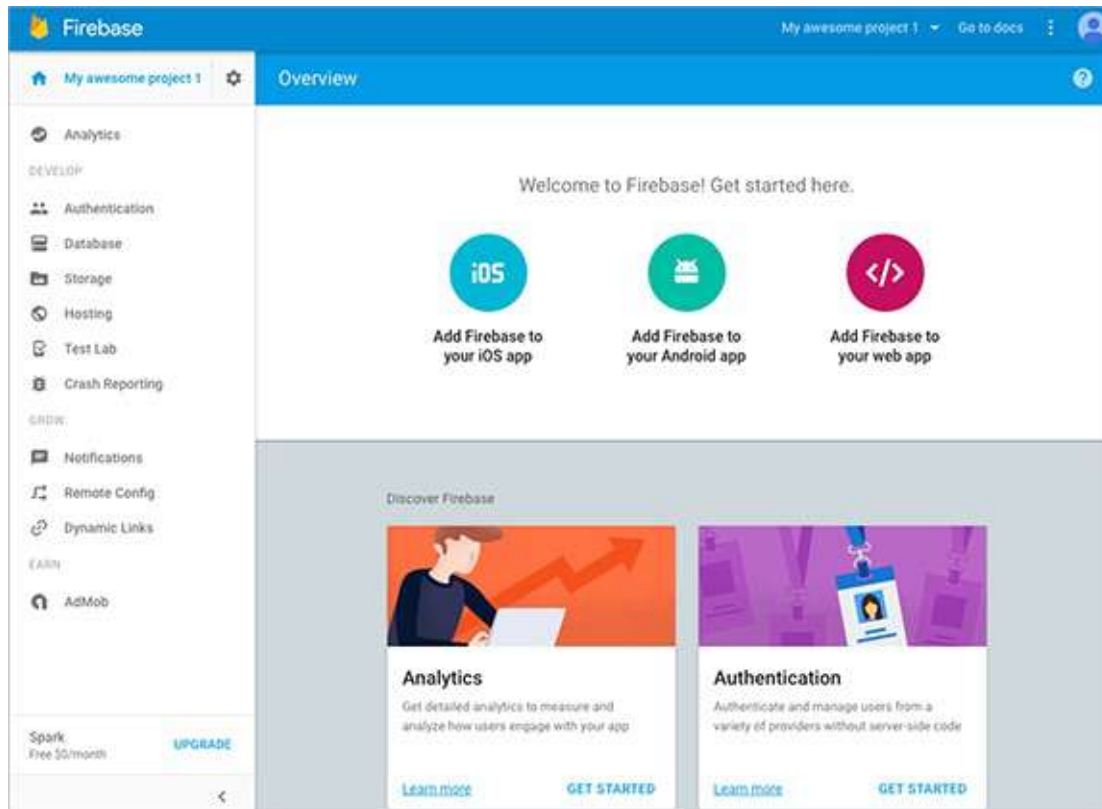 Firebase
My awesome project 1
Go to docs
My awesome project 1
Overview
Analytics
DEVELOP
Authentication
Database
Storage
Hosting
Test Lab
Crash Reporting
GROW
Notifications
Remote Config
Dynamic Links
EARN
AdMob
Spark
Free $0/month
UPGRADE
Welcome to Firebase! Get started here.
iOS
</>
Add Firebase to
your iOS app
Add Firebase to
your Android app
Add Firebase to
your web app
Discover Firebase
Analytics
Get detailed analytics to measure and
analyze how users engage with your app
Learn more
GET STARTED
Authentication
Authenticate and manage users from a
variety of providers without server-side code
Learn more
GET STARTED